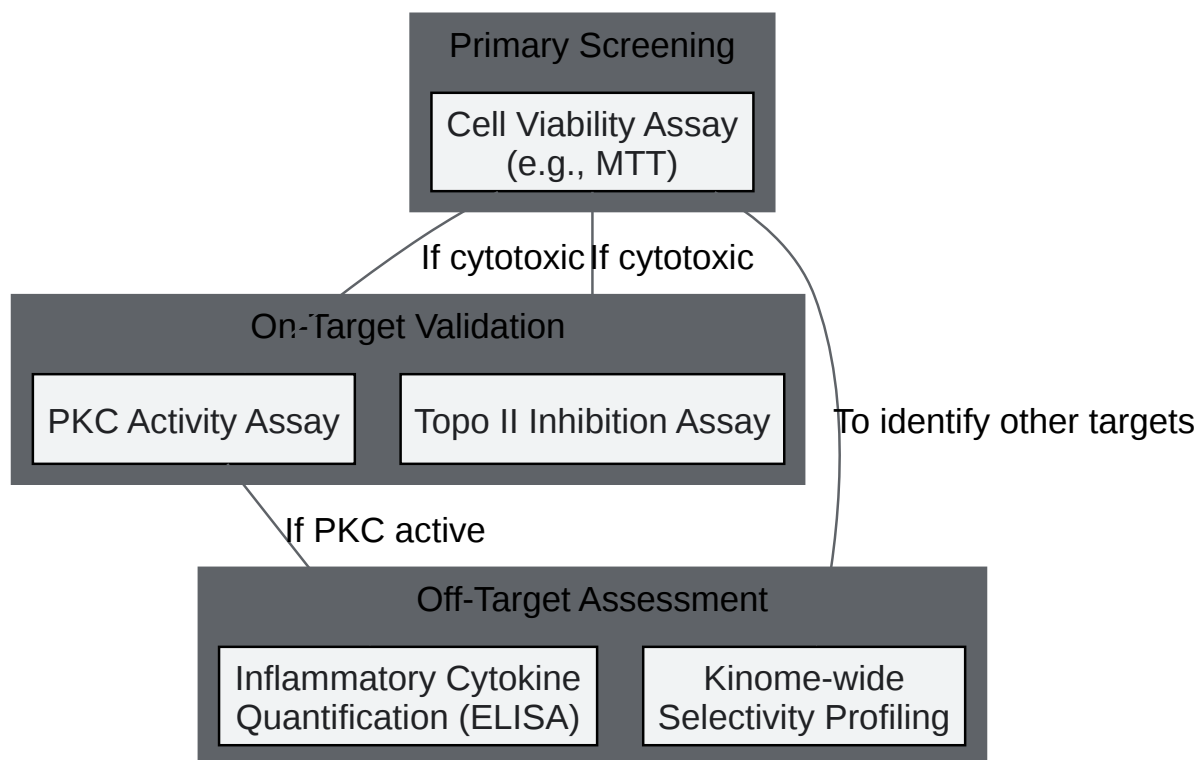 Primary Screening
Cell Viability Assay
(e.g., MTT)
If cytotoxic
If cytotoxic
On-Target Validation
PKC Activity Assay
Topo II Inhibition Assay
To identify other targets
If PKC active
Off-Target Assessment
Inflammatory Cytokine
Quantification (ELISA)
Kinome-wide
Selectivity Profiling